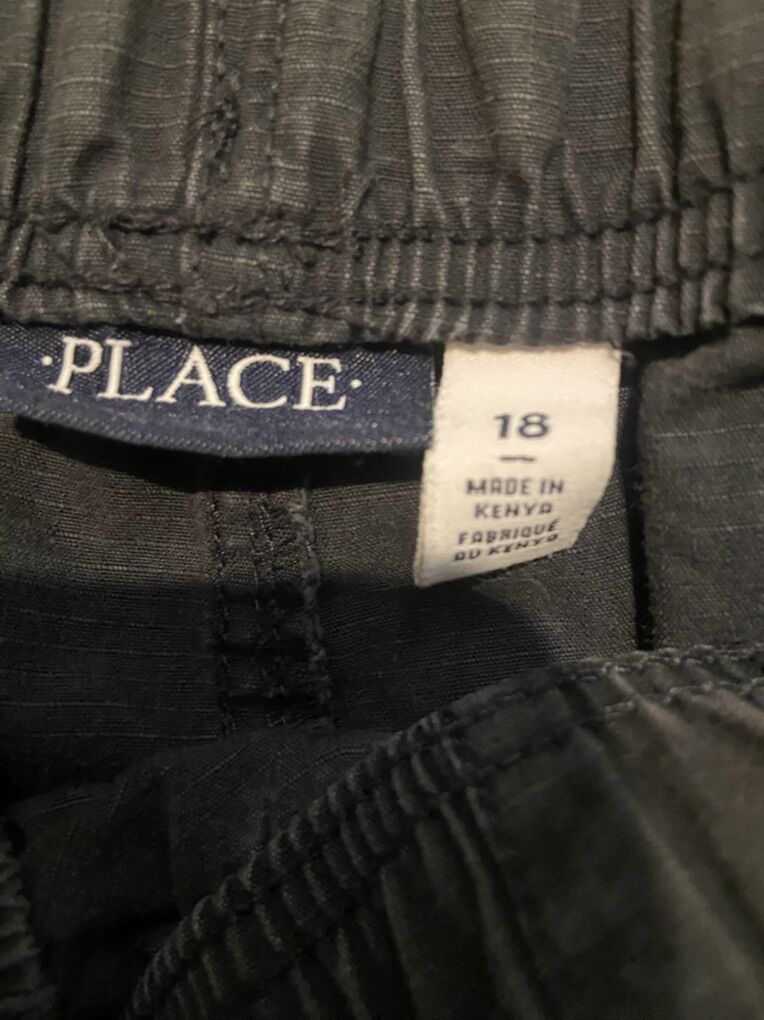 ·PLACE·
18
MADE IN
KENYA
FABRIQUÉ
AU KENYA